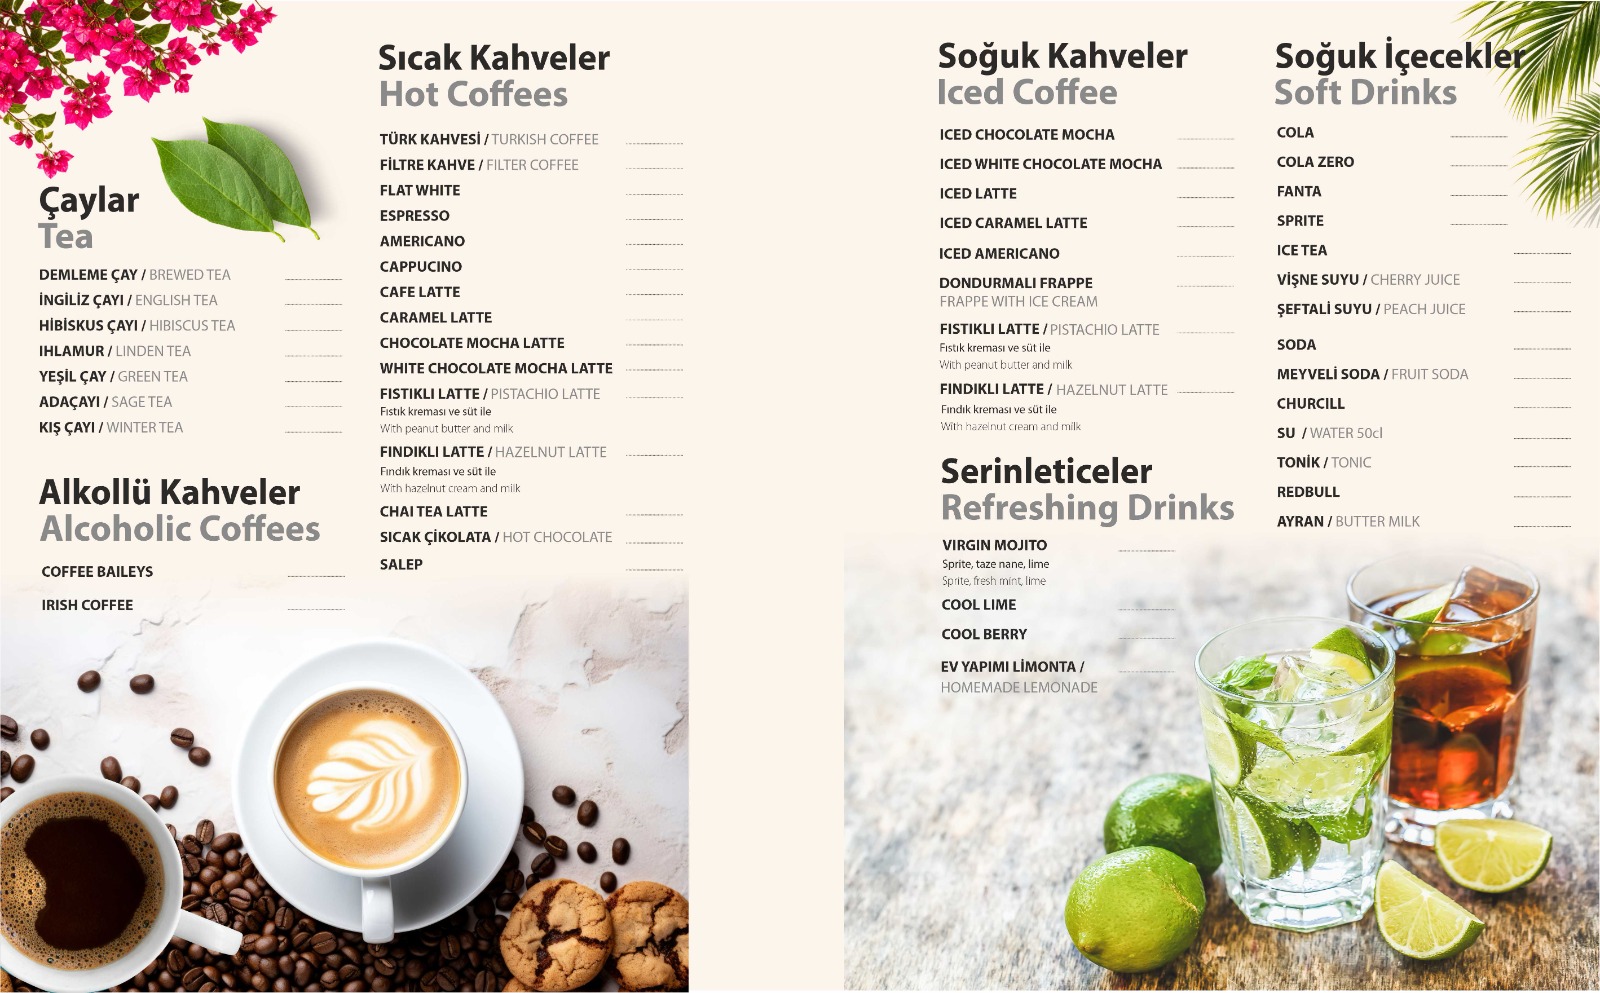 Çaylar
Tea
DEMLEME ÇAY / BREWED TEA
İNGİLİZ ÇAYI / ENGLISH TEA
HİBİSKUS ÇAYI / HIBISCUS TEA
IHLAMUR / LINDEN TEA
YEŞİL ÇAY / GREEN TEA
ADAÇAYI / SAGE TEA
KIŞ ÇAYI / WINTER TEA
Alkollü Kahveler
Alcoholic Coffees
COFFEE BAILEYS
IRISH COFFEE
Sıcak Kahveler
Hot Coffees
TÜRK KAHVESİ / TURKISH COFFEE
FİLTRE KAHVE / FILTER COFFEE
FLAT WHITE
ESPRESSO
AMERICANO
CAPPUCINO
CAFE LATTE
CARAMEL LATTE
CHOCOLATE MOCHA LATTE
WHITE CHOCOLATE MOCHA LATTE
FISTIKLI LATTE / PISTACHIO LATTE
Fıstık kreması ve süt ile
With peanut butter and milk
FINDIKLI LATTE / HAZELNUT LATTE
Fındık kreması ve süt ile
With hazelnut cream and milk
CHAI TEA LATTE
SICAK ÇİKOLATA / HOT CHOCOLATE
SALEP
Soğuk Kahveler
Iced Coffee
ICED CHOCOLATE MOCHA
ICED WHITE CHOCOLATE MOCHA
ICED LATTE
ICED CARAMEL LATTE
ICED AMERICANO
DONDURMALI FRAPPE
FRAPPE WITH ICE CREAM
FISTIKLI LATTE / PISTACHIO LATTE
Fıstık kreması ve süt ile
With peanut butter and milk
FINDIKLI LATTE / HAZELNUT LATTE
Fındık kreması ve süt ile
With hazelnut cream and milk
Serinleticeler
Refreshing Drinks
VIRGIN MOJITO
Sprite, taze nane, lime
Sprite, fresh mint, lime
COOL LIME
COOL BERRY
EV YAPIMI LİMONTA /
HOMEMADE LEMONADE
Soğuk İçecekler
Soft Drinks
COLA
COLA ZERO
FANTA
SPRITE
ICE TEA
VİŞNE SUYU / CHERRY JUICE
ŞEFTALİ SUYU / PEACH JUICE
SODA
MEYVELİ SODA / FRUIT SODA
CHURCILL
SU / WATER 50cl
TONİK / TONIC
REDBULL
AYRAN / BUTTER MILK